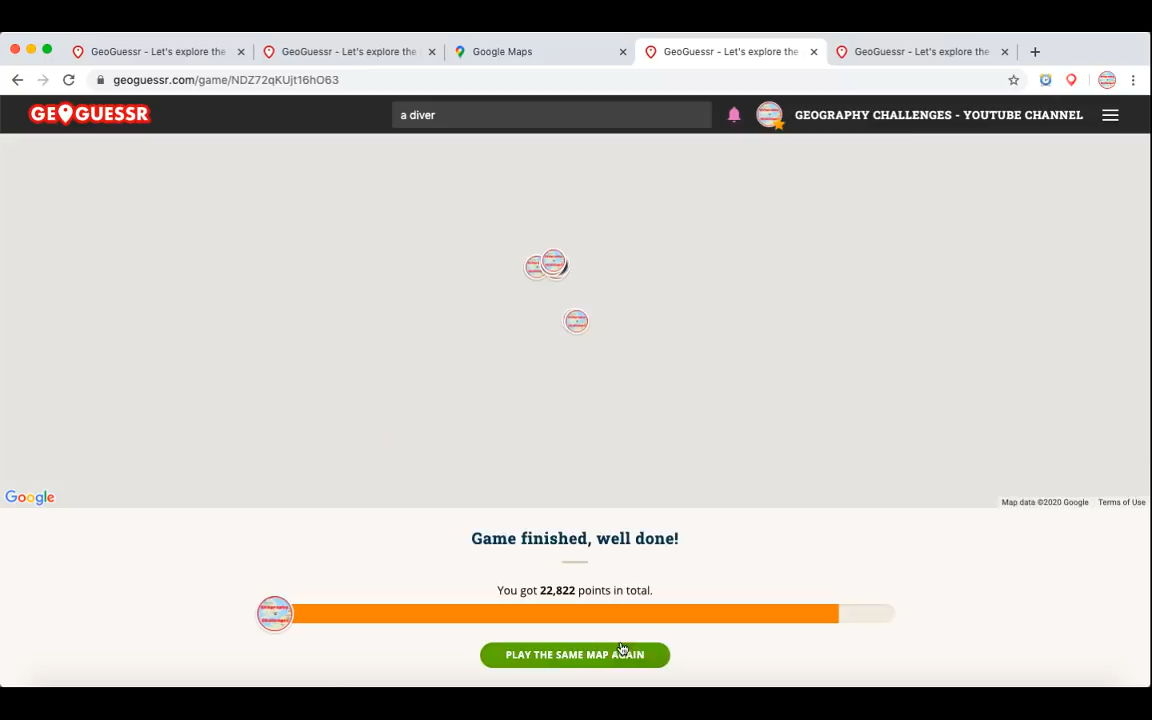 GeoGuessr - Let's explore the
GeoGuessr - Let's explore the
Google Maps
GeoGuessr - Let's explore the
GeoGuessr - Let's explore the
geoguessr.com/game/NDZ72qKUjt16hO63
GEOGUESSR
a diver
GEOGRAPHY CHALLENGES - YOUTUBE CHANNEL
Google
Map data ©2020 Google
Terms of Use
Game finished, well done!
You got 22,822 points in total.
PLAY THE SAME MAP AGAIN